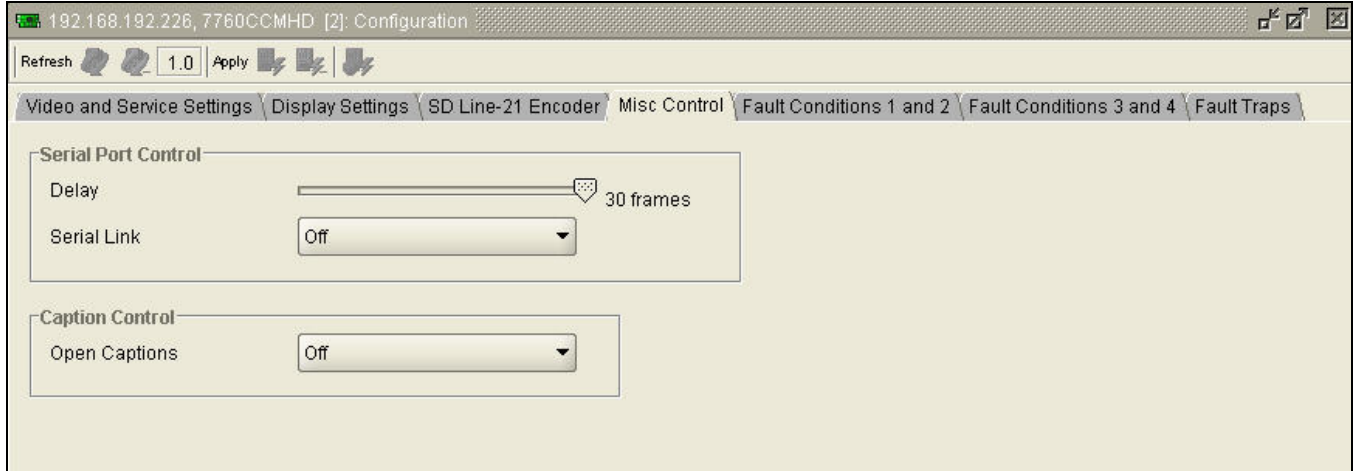 192.168.192.226, 7760CCMHD [2]: Configuration
Refresh 1.0 Apply
Video and Service Settings Display Settings SD Line-21 Encoder Misc Control Fault Conditions 1 and 2 Fault Conditions 3 and 4 Fault Traps
Serial Port Control
Delay 30 frames
Serial Link Off
Caption Control
Open Captions Off